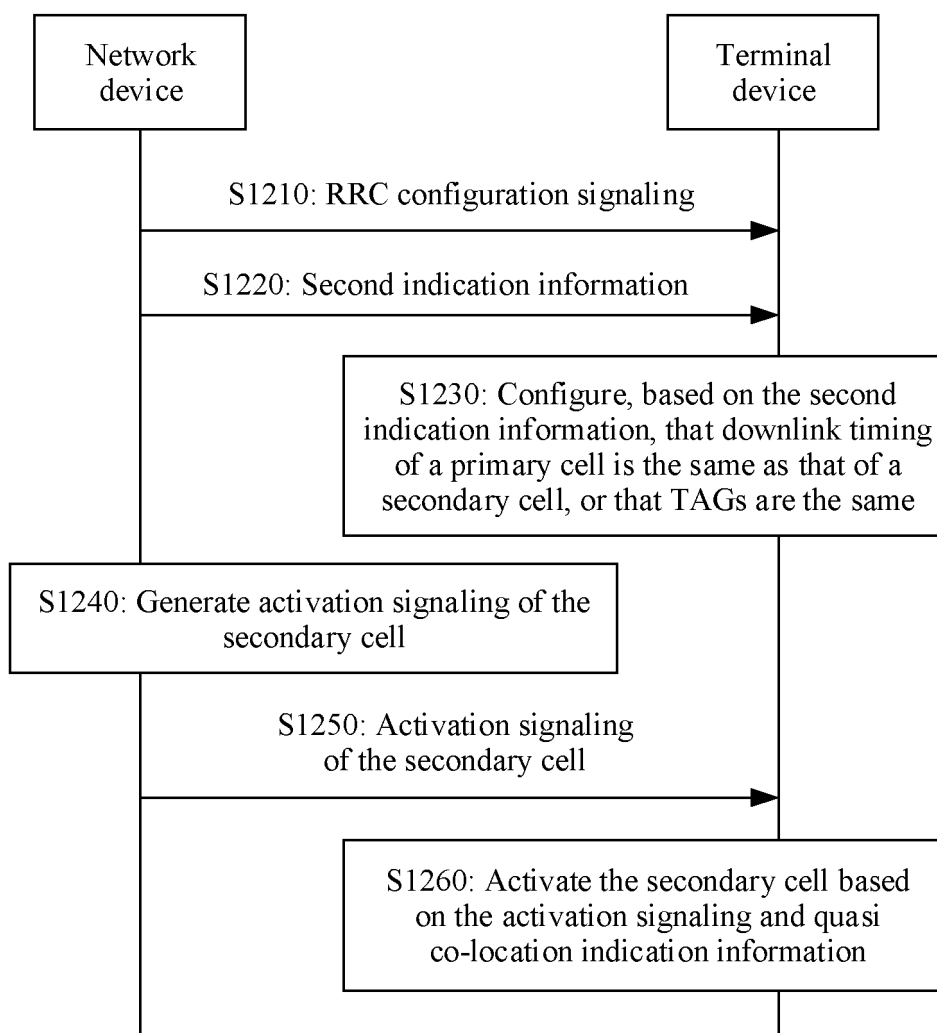 Network
device
Terminal
device
S1210: RRC configuration signaling
S1220: Second indication information
S1230: Configure, based on the second
indication information, that downlink timing
of a primary cell is the same as that of a
secondary cell, or that TAGs are the same
S1240: Generate activation signaling of the
secondary cell
S1250: Activation signaling
of the secondary cell
S1260: Activate the secondary cell based
on the activation signaling and quasi
co-location indication information